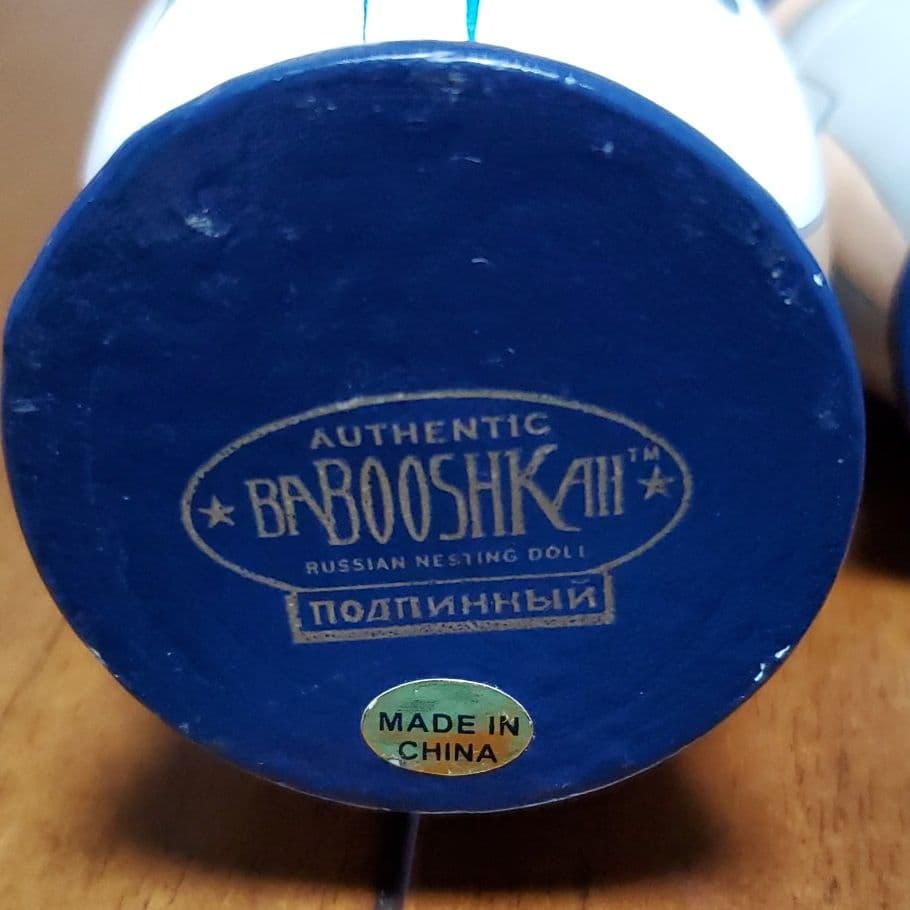 AUTHENTIC
★ BABOOSHKAH™ ★
RUSSIAN NESTING DOLL
ПОДПИННЫЙ
MADE IN
CHINA